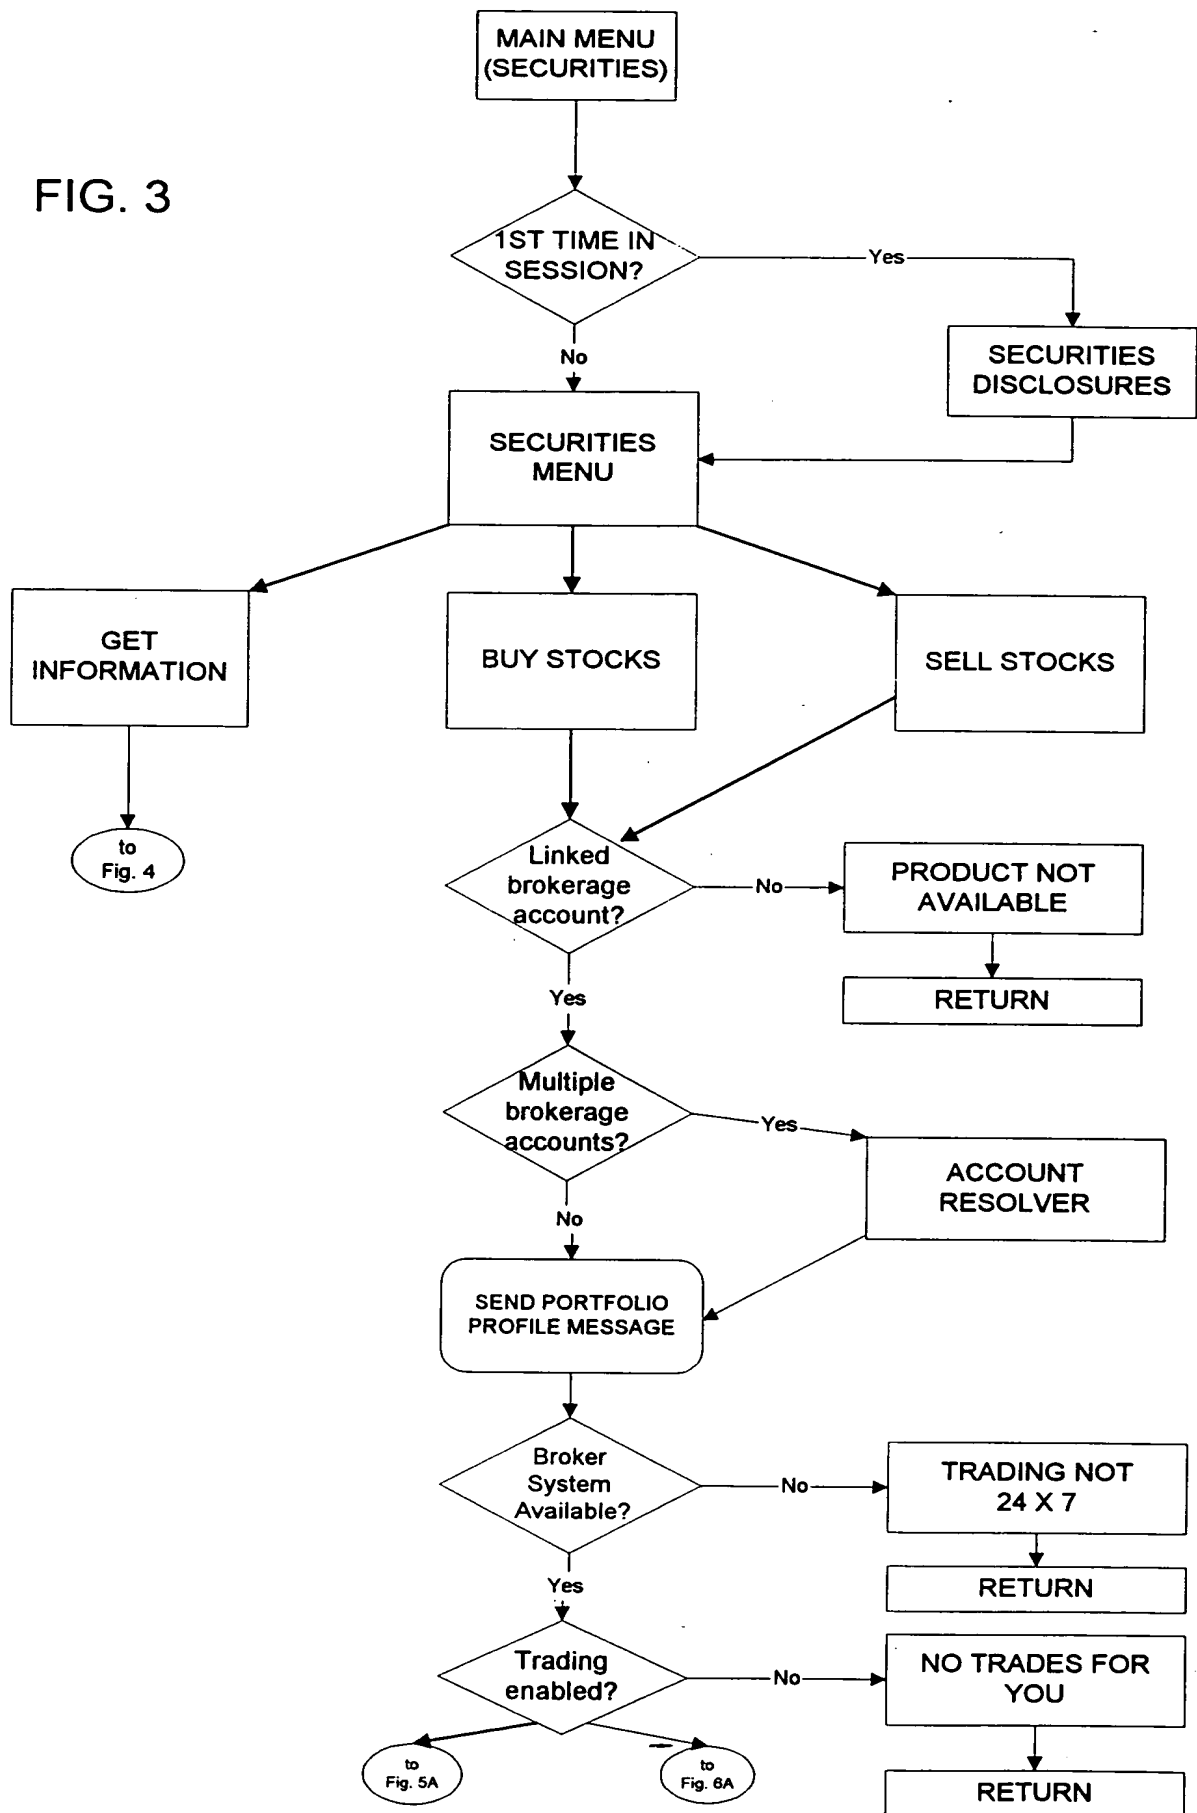 MAIN MENU
(SECURITIES)
FIG. 3
1ST TIME IN
SESSION?
Yes
No
SECURITIES
DISCLOSURES
SECURITIES
MENU
GET
INFORMATION
BUY STOCKS
SELL STOCKS
to
Fig. 4
Linked
brokerage
account?
No
PRODUCT NOT
AVAILABLE
RETURN
Yes
Multiple
brokerage
accounts?
Yes
ACCOUNT
RESOLVER
No
SEND PORTFOLIO
PROFILE MESSAGE
Broker
System
Available?
No
TRADING NOT
24 X 7
RETURN
Yes
Trading
enabled?
No
NO TRADES FOR
YOU
to
Fig. 5A
to
Fig. 6A
RETURN